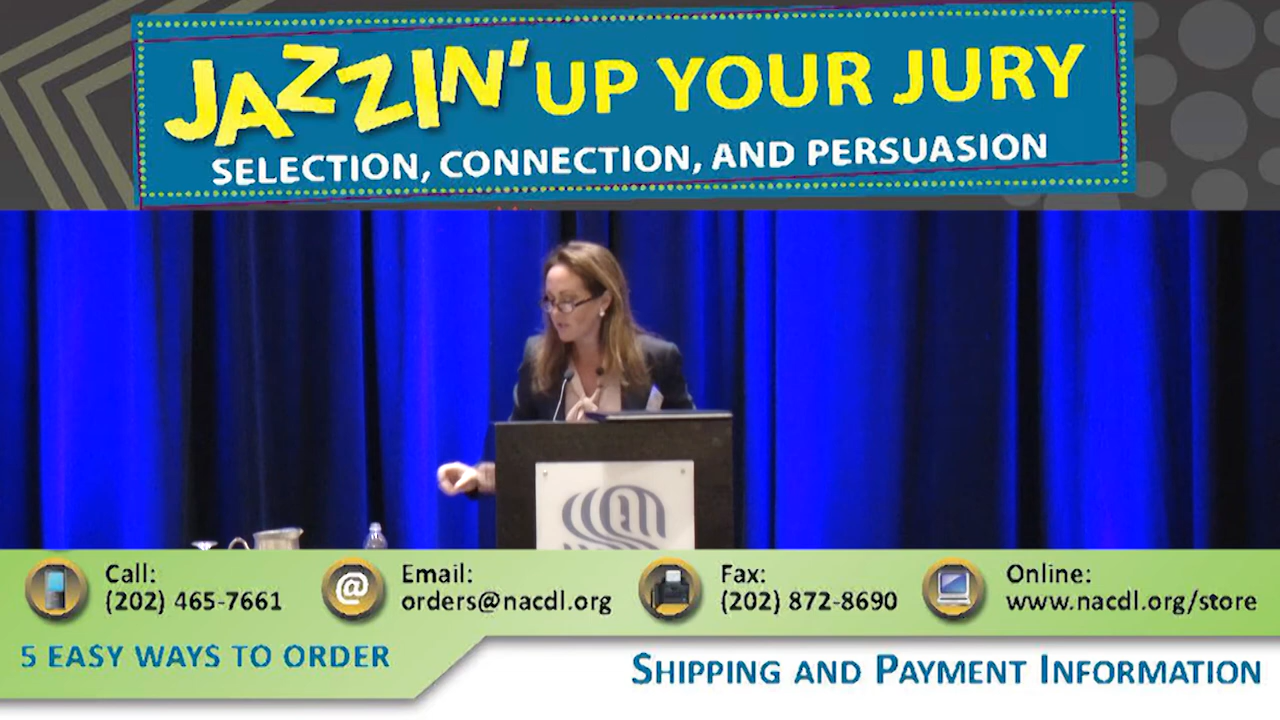 JAZZIN' UP YOUR JURY
SELECTION, CONNECTION, AND PERSUASION
Call:
(202) 465-7661
@
Email:
orders@nacdl.org
Fax:
(202) 872-8690
Online:
www.nacdl.org/store
5 EASY WAYS TO ORDER
SHIPPING AND PAYMENT INFORMATION